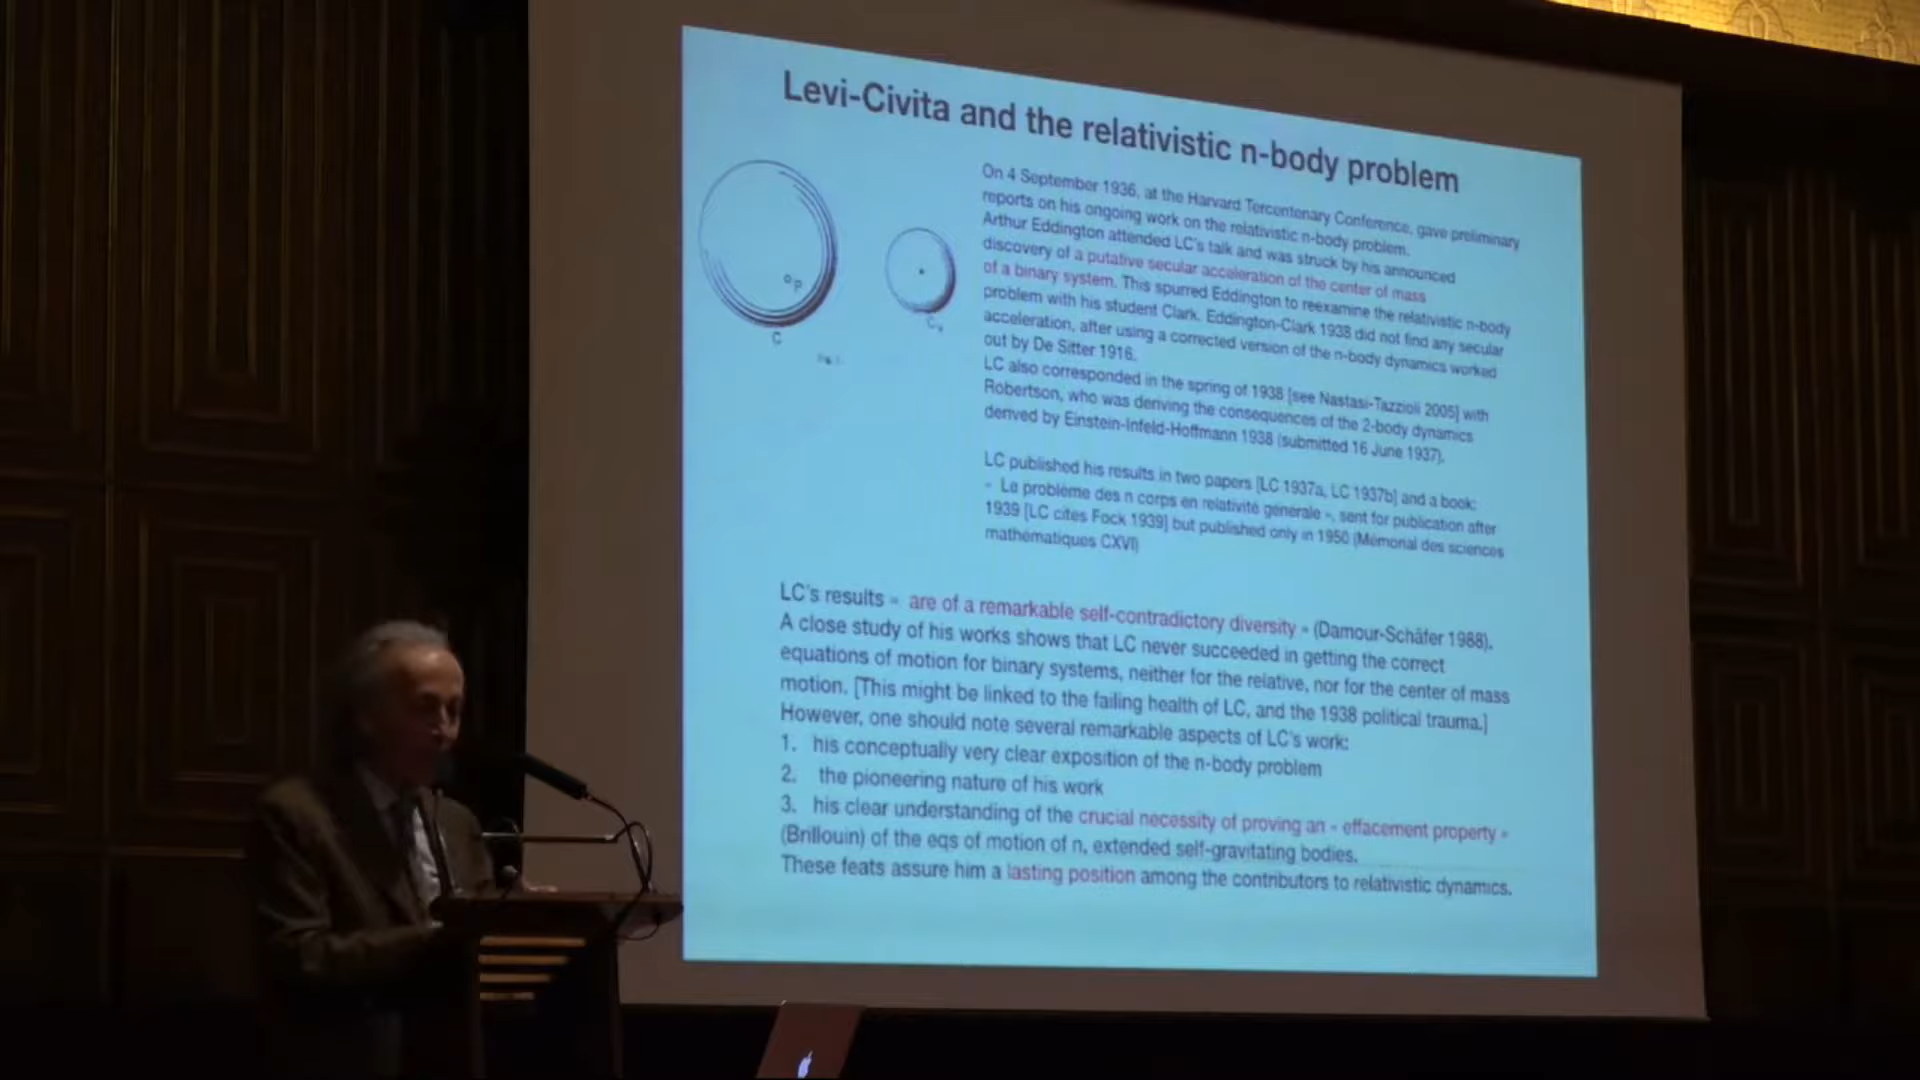 Levi-Civita and the relativistic n-body problem
On 4 September 1936, at the Harvard Tercentenary Conference, gave preliminary
reports on his ongoing work on the relativistic n-body problem.
Arthur Eddington attended LC's talk and was struck by his announced
discovery of a putative secular acceleration of the center of mass
of a binary system. This spurred Eddington to reexamine the relativistic n-body
problem with his student Clark. Eddington-Clark 1938 did not find any secular
acceleration, after using a corrected version of the n-body dynamics worked
out by De Sitter 1916.
LC also corresponded in the spring of 1938 [see Nastasi-Tazzioli 2005] with
Robertson, who was deriving the consequences of the 2-body dynamics
derived by Einstein-Infeld-Hoffmann 1938 (submitted 16 June 1937).
P
C
LC published his results in two papers [LC 1937a, LC 1937b] and a book:
« Le problème des n corps en relativité générale », sent for publication after
1939 [LC cites Fock 1939] but published only in 1950 (Mémorial des sciences
mathématiques CXVI)
LC's results « are of a remarkable self-contradictory diversity » (Damour-Schäfer 1988).
A close study of his works shows that LC never succeeded in getting the correct
equations of motion for binary systems, neither for the relative, nor for the center of mass
motion. [This might be linked to the failing health of LC, and the 1938 political trauma.]
However, one should note several remarkable aspects of LC's work:
1. his conceptually very clear exposition of the n-body problem
2. the pioneering nature of his work
3. his clear understanding of the crucial necessity of proving an « effacement property »
(Brillouin) of the eqs of motion of n, extended self-gravitating bodies.
These feats assure him a lasting position among the contributors to relativistic dynamics.